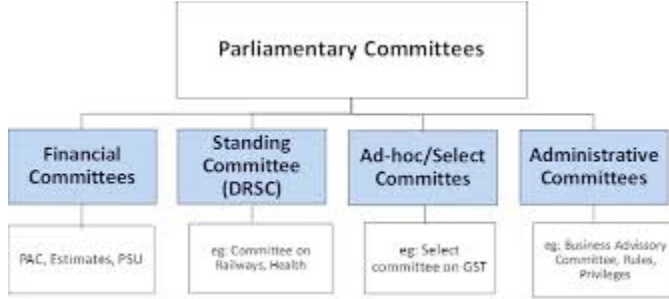 Parliamentary Committees
Financial
Committees
Standing
Committee
(DRSC)
Ad-hoc/Select
Committes
Administrative
Committees
PAC, Estimates, PSU
eg: Committee on
Railways, Health
eg: Select
committee on GST
eg: Business Advisory
Committee, Rules,
Privileges